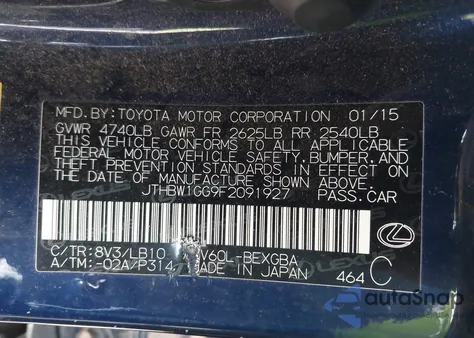 MFD.BY:TOYOTA MOTOR CORPORATION 01/15
GVWR 4740LB GAWR FR 2625LB RR 2540LB
THIS VEHICLE CONFORMS TO ALL APPLICABLE
FEDERAL MOTOR VEHICLE SAFETY,BUMPER,AND
THEFT PREVENTION STANDARDS IN EFFECT ON
THE DATE OF MANUFACTURE SHOWN ABOVE.
JTHBW1GG9F2091927 PASS.CAR
C/TR:8V3/LB10 V60L-BEXGBA
A/TM:-02A/P314 MADE IN JAPAN 464 C
autoSnap